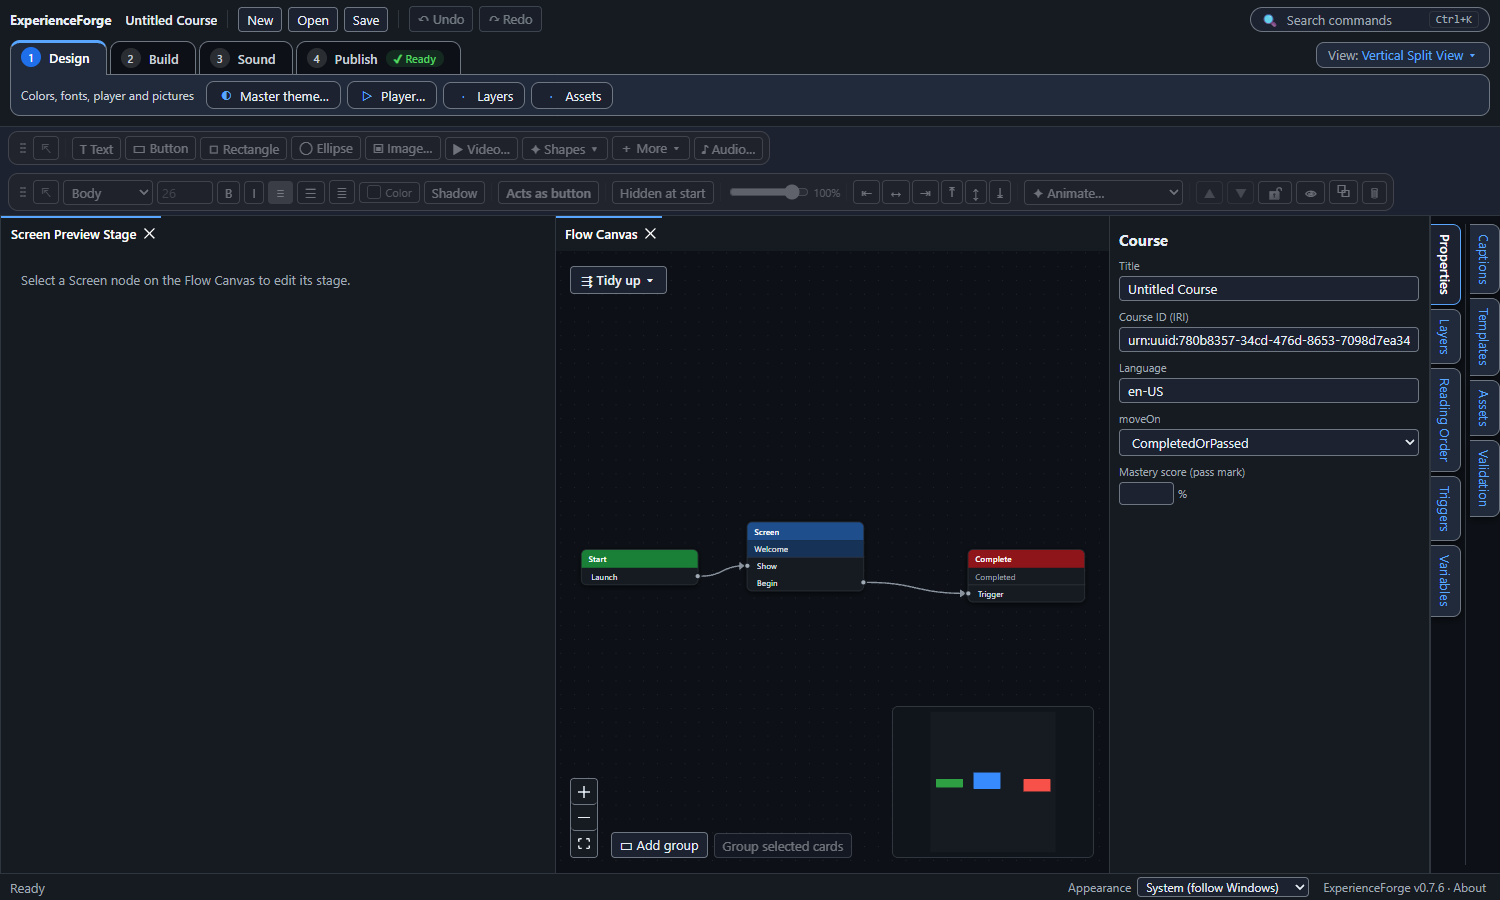 ExperienceForge Untitled Course New Open Save Undo Redo Search commands Ctrl+K
1 Design 2 Build 3 Sound 4 Publish ✓ Ready View: Vertical Split View
Colors, fonts, player and pictures Master theme... Player... Layers Assets
T Text Button Rectangle Ellipse Image... Video... Shapes + More Audio...
Body 26 B I Color Shadow Acts as button Hidden at start 100% Animate...
Screen Preview Stage
Select a Screen node on the Flow Canvas to edit its stage.
Flow Canvas
Tidy up
Start
Launch
Screen
Welcome
Show
Begin
Complete
Completed
Trigger
Add group Group selected cards
Course
Title
Untitled Course
Course ID (IRI)
urn:uuid:780b8357-34cd-476d-8653-7098d7ea34
Language
en-US
moveOn
CompletedOrPassed
Mastery score (pass mark)
%
Properties
Layers
Reading Order
Triggers
Variables
Captions
Templates
Assets
Validation
Ready Appearance System (follow Windows) ExperienceForge v0.7.6 · About